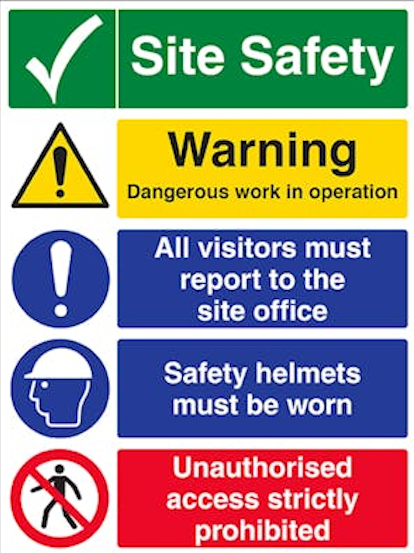 Site Safety
Warning
Dangerous work in operation
All visitors must
report to the
site office
Safety helmets
must be worn
Unauthorised
access strictly
prohibited